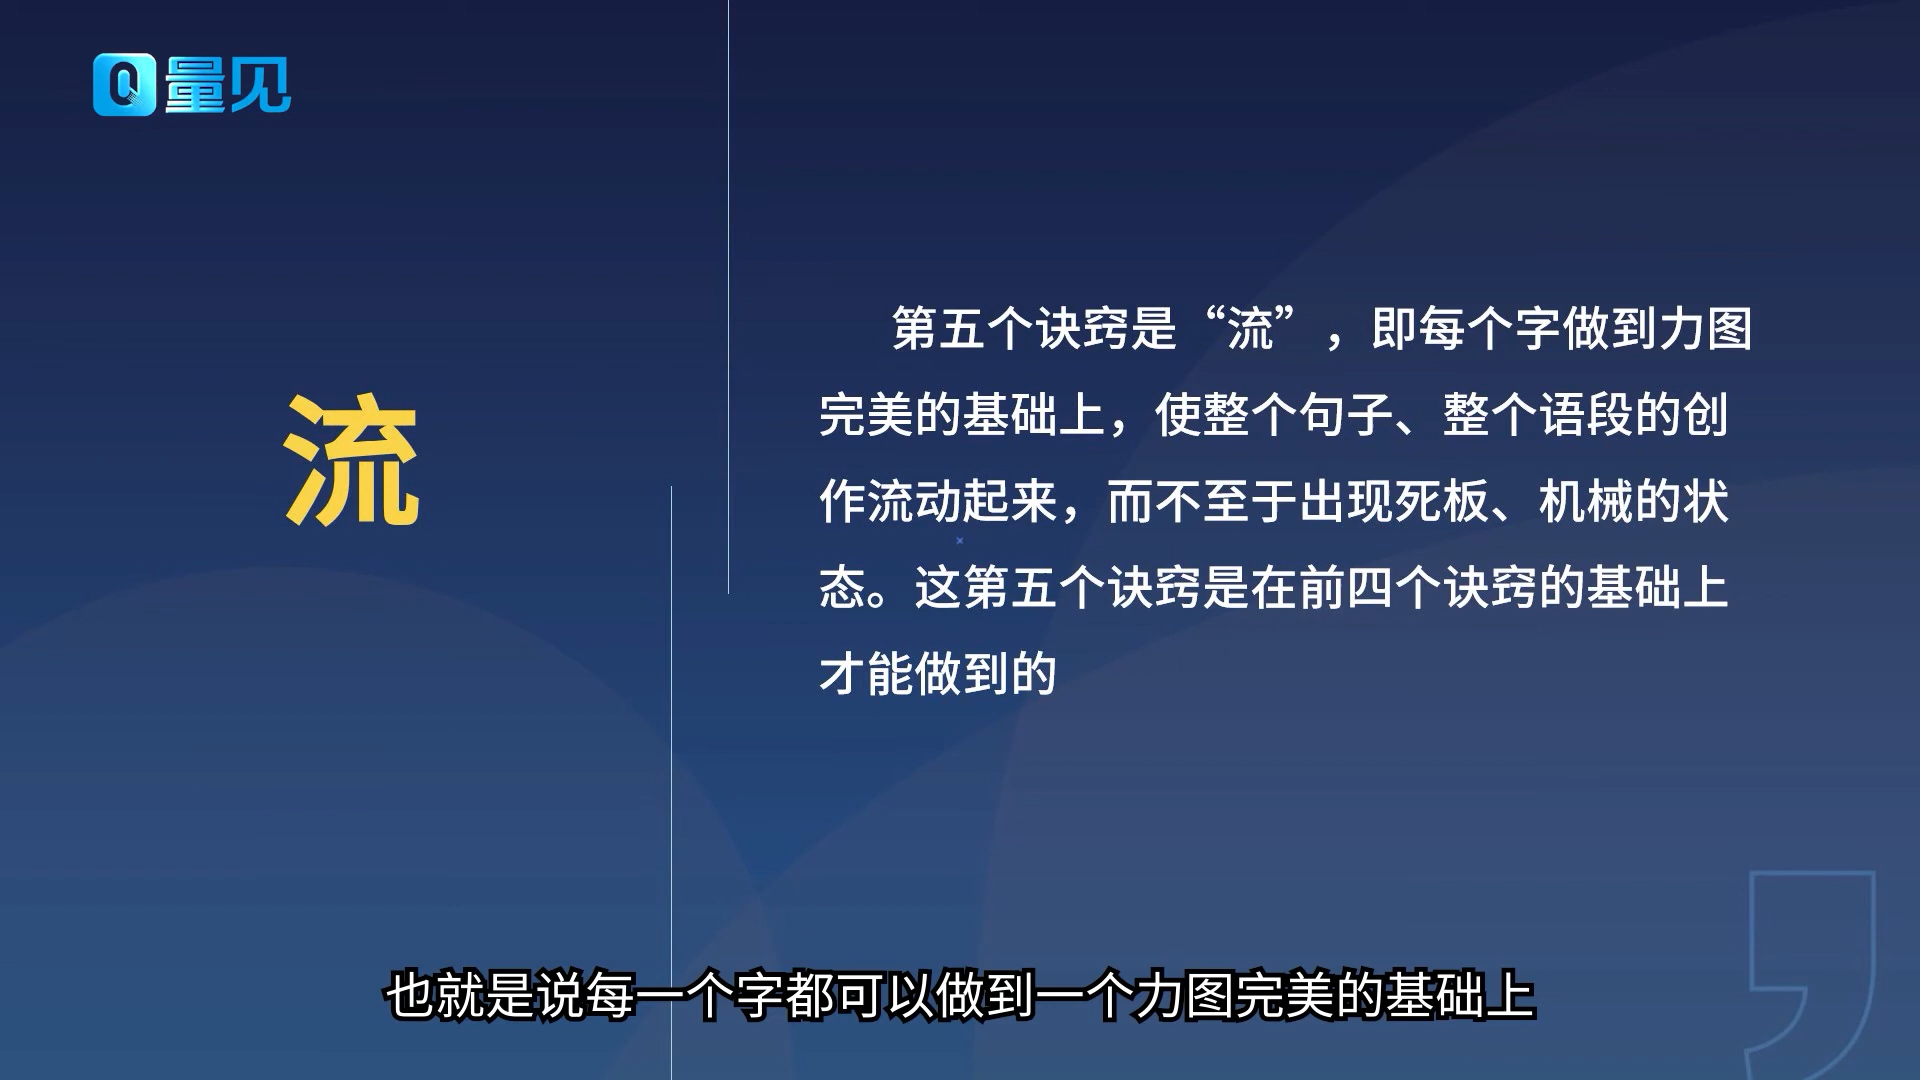 量见
流
第五个诀窍是“流”，即每个字做到力图
完美的基础上，使整个句子、整个语段的创
作流动起来，而不至于出现死板、机械的状
态。这第五个诀窍是在前四个诀窍的基础上
才能做到的
也就是说每一个字都可以做到一个力图完美的基础上